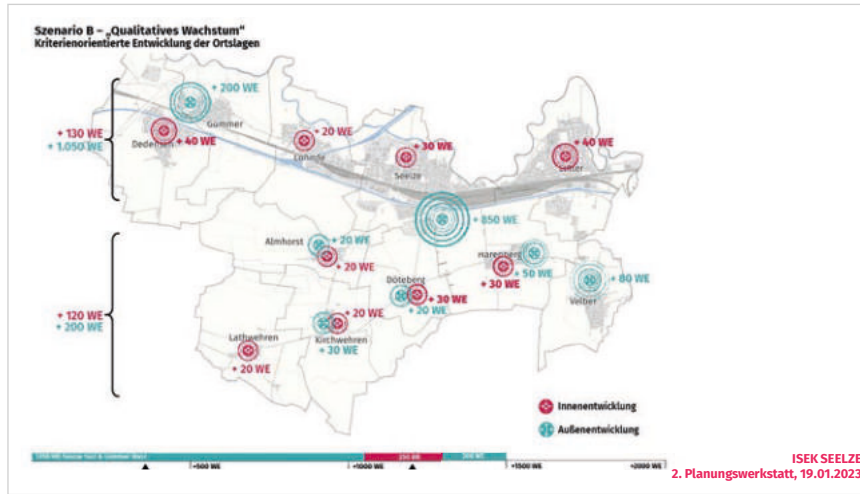 Szenario B – „Qualitatives Wachstum“
Kriterienorientierte Entwicklung der Ortslagen
+ 200 WE
Gümmer
+ 130 WE
+ 1.050 WE
Dedensen
+ 40 WE
+ 20 WE
Lohnde
+ 30 WE
Seelze
+ 40 WE
Letter
+ 850 WE
Almhorst
+ 20 WE
+ 20 WE
Harenberg
+ 50 WE
+ 30 WE
+ 80 WE
Velber
Döteberg
+ 30 WE
+ 20 WE
+ 120 WE
+ 200 WE
+ 20 WE
Kirchwehren
+ 30 WE
Lathwehren
+ 20 WE
Innenentwicklung
Außenentwicklung
250 WE
+500 WE
+1000 WE
+1500 WE
+2000 WE
ISEK SEELZE
2. Planungswerkstatt, 19.01.2023